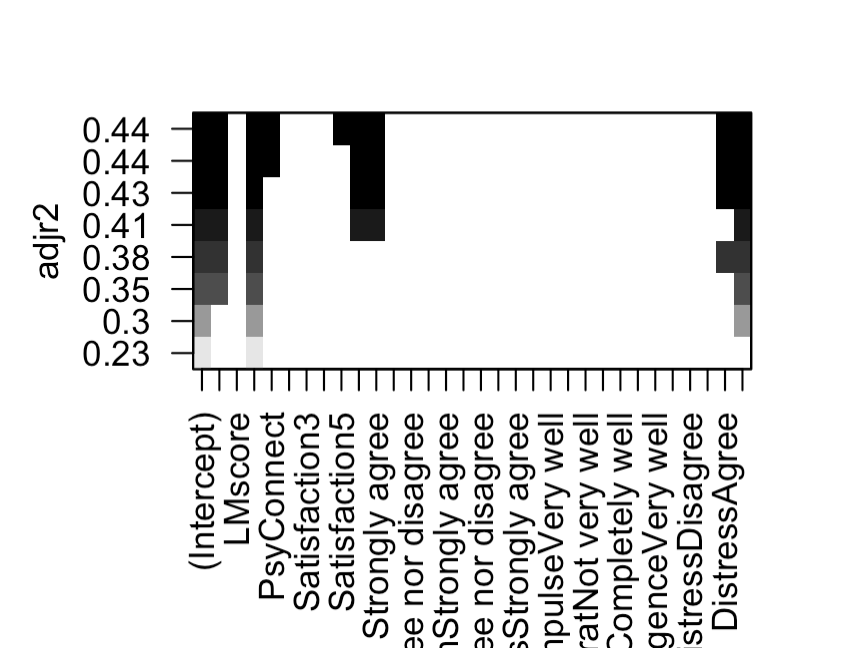 adjr2
0.44
0.44
0.43
0.41
0.38
0.35
0.3
0.23
(Intercept)
LMscore
PsyConnect
Satisfaction3
Satisfaction5
Strongly agree
ee nor disagree
nStrongly agree
ee nor disagree
sStrongly agree
mpulseVery well
ratNot very well
Completely well
genceVery well
istressDisagree
DistressAgree